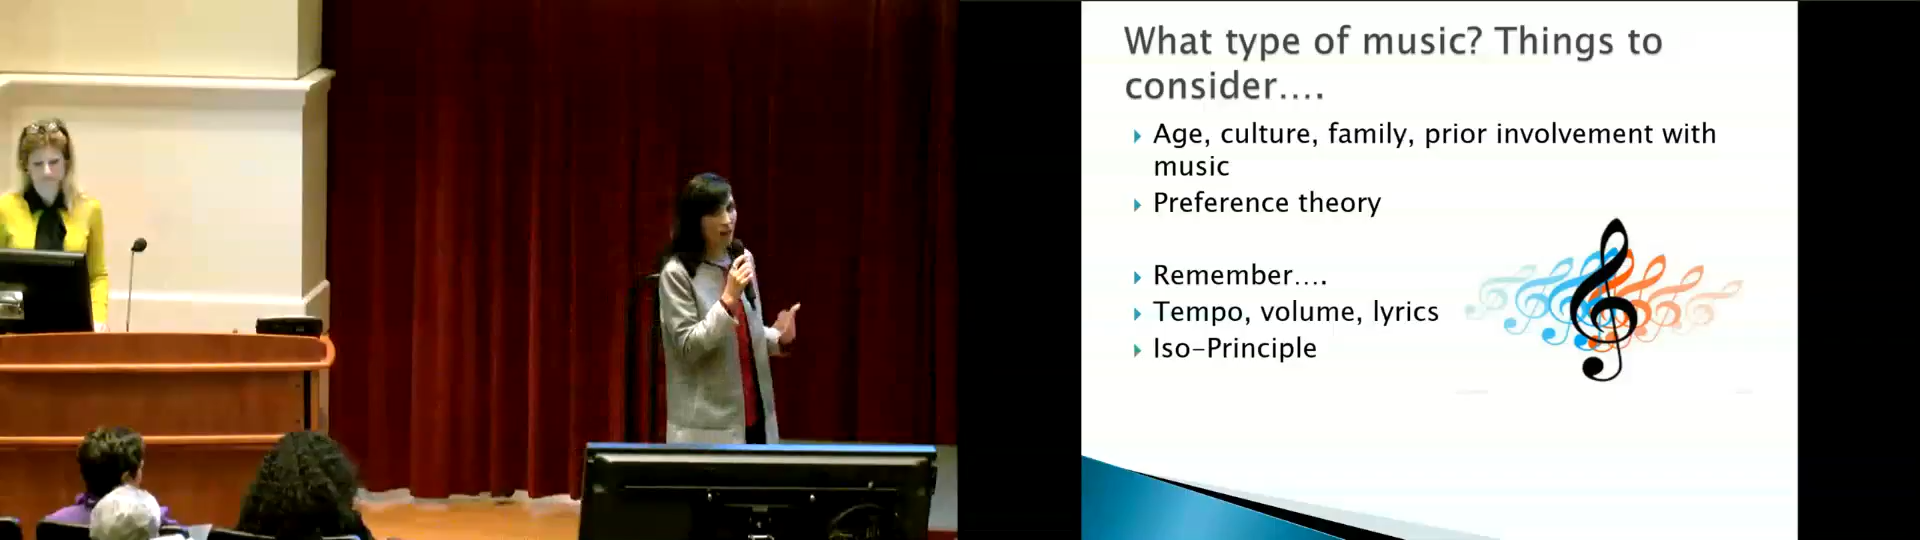 What type of music? Things to
consider....
Age, culture, family, prior involvement with
music
Preference theory
Remember....
Tempo, volume, lyrics
Iso-Principle